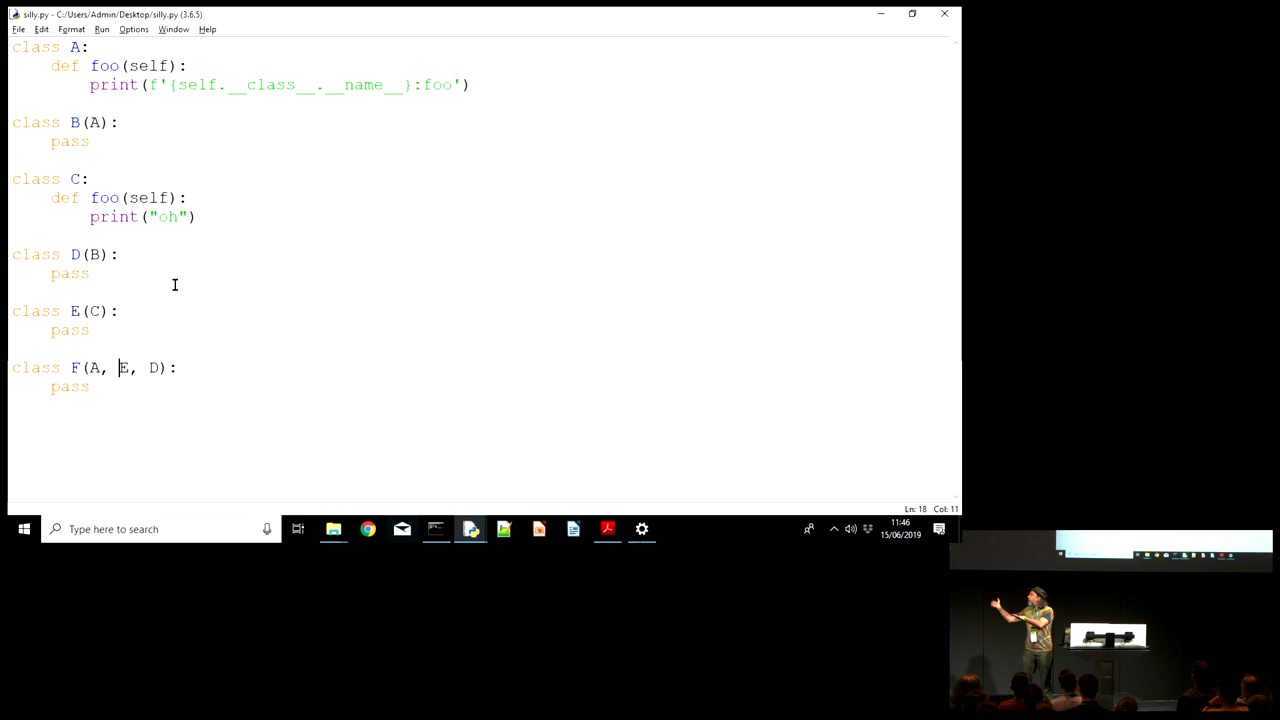 silly.py - C:/Users/Admin/Desktop/silly.py (3.6.5)
File Edit Format Run Options Window Help
class A:
    def foo(self):
        print(f'{self.__class__.__name__}:foo')
class B(A):
    pass
class C:
    def foo(self):
        print("oh")
class D(B):
    pass
class E(C):
    pass
class F(A, E, D):
    pass
Ln: 18 Col: 11
Type here to search
11:46
15/06/2019